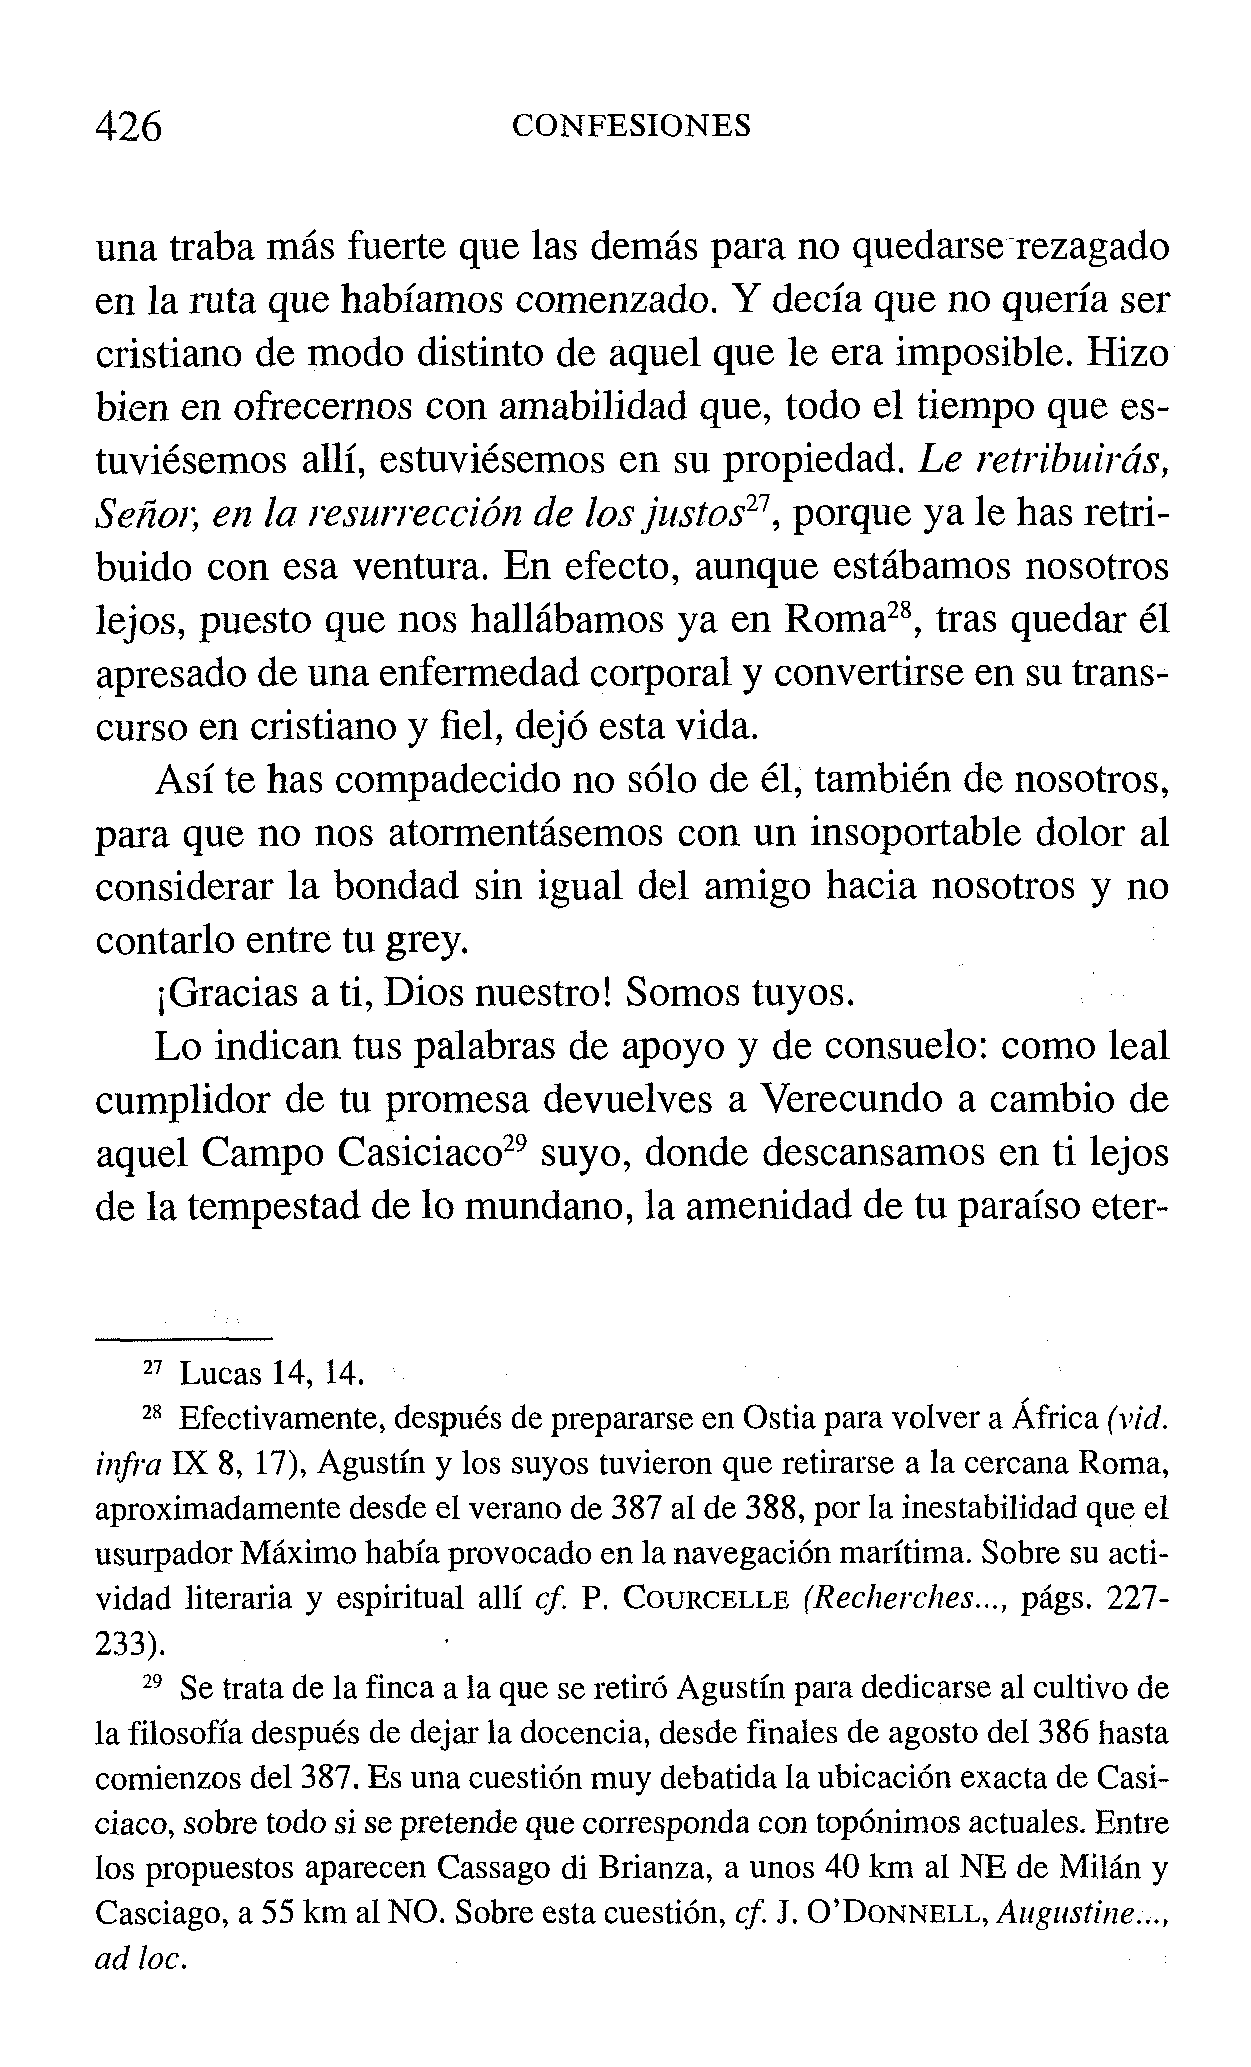 426 CONFESIONES
una traba más fuerte que las demás para no quedarse rezagado
en la ruta que habíamos comenzado. Y decía que no quería ser
cristiano de modo distinto de aquel que le era imposible. Hizo
bien en ofrecernos con amabilidad que, todo el tiempo que es-
tuviésemos allí, estuviésemos en su propiedad. Le retribuirás,
Señor, en la resurrección de los justos²⁷, porque ya le has retri-
buido con esa ventura. En efecto, aunque estábamos nosotros
lejos, puesto que nos hallábamos ya en Roma²⁸, tras quedar él
apresado de una enfermedad corporal y convertirse en su trans-
curso en cristiano y fiel, dejó esta vida.
Así te has compadecido no sólo de él, también de nosotros,
para que no nos atormentásemos con un insoportable dolor al
considerar la bondad sin igual del amigo hacia nosotros y no
contarlo entre tu grey.
¡Gracias a ti, Dios nuestro! Somos tuyos.
Lo indican tus palabras de apoyo y de consuelo: como leal
cumplidor de tu promesa devuelves a Verecundo a cambio de
aquel Campo Casiciaco²⁹ suyo, donde descansamos en ti lejos
de la tempestad de lo mundano, la amenidad de tu paraíso eter-
²⁷ Lucas 14, 14.
²⁸ Efectivamente, después de prepararse en Ostia para volver a África (vid.
infra IX 8, 17), Agustín y los suyos tuvieron que retirarse a la cercana Roma,
aproximadamente desde el verano de 387 al de 388, por la inestabilidad que el
usurpador Máximo había provocado en la navegación marítima. Sobre su acti-
vidad literaria y espiritual allí cf. P. COURCELLE (Recherches..., págs. 227-
233).
²⁹ Se trata de la finca a la que se retiró Agustín para dedicarse al cultivo de
la filosofía después de dejar la docencia, desde finales de agosto del 386 hasta
comienzos del 387. Es una cuestión muy debatida la ubicación exacta de Casi-
ciaco, sobre todo si se pretende que corresponda con topónimos actuales. Entre
los propuestos aparecen Cassago di Brianza, a unos 40 km al NE de Milán y
Casciago, a 55 km al NO. Sobre esta cuestión, cf. J. O'DONNELL, Augustine...,
ad loc.